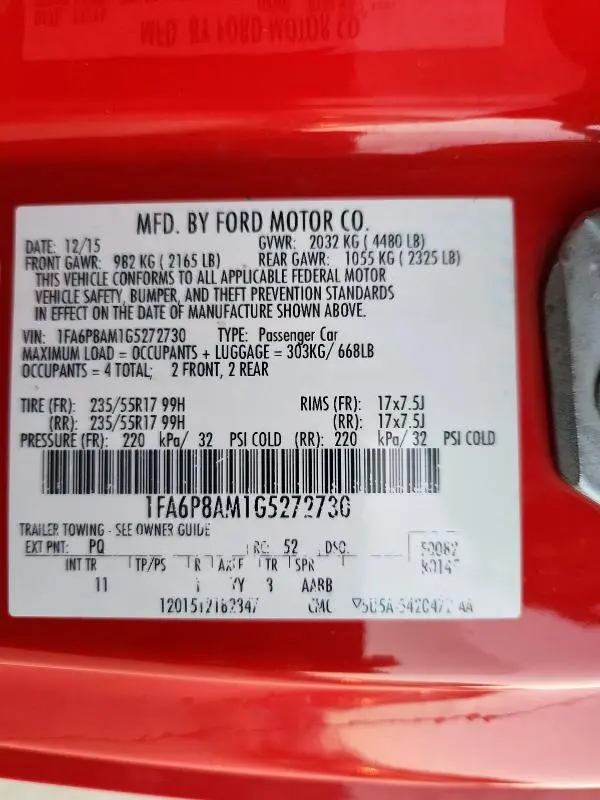 MFD. BY FORD MOTOR CO.
MFD. BY FORD MOTOR CO.
DATE: 12/15 GVWR: 2032 KG ( 4480 LB)
FRONT GAWR: 982 KG ( 2165 LB) REAR GAWR: 1055 KG ( 2325 LB)
THIS VEHICLE CONFORMS TO ALL APPLICABLE FEDERAL MOTOR
VEHICLE SAFETY, BUMPER, AND THEFT PREVENTION STANDARDS
IN EFFECT ON THE DATE OF MANUFACTURE SHOWN ABOVE.
VIN: 1FA6P8AM1G5272730 TYPE: Passenger Car
MAXIMUM LOAD = OCCUPANTS + LUGGAGE = 303KG/ 668LB
OCCUPANTS = 4 TOTAL; 2 FRONT, 2 REAR
TIRE (FR): 235/55R17 99H RIMS (FR): 17x7.5J
(RR): 235/55R17 99H (RR): 17x7.5J
PRESSURE (FR): 220 kPa/ 32 PSI COLD (RR): 220 kPa/ 32 PSI COLD
1FA6P8AM1G5272730
TRAILER TOWING - SEE OWNER GUIDE
EXT PNT: PQ RC: 52 DSO:
INT TR TP/PS R AXLE TR SPR
11 YY 3 AARB